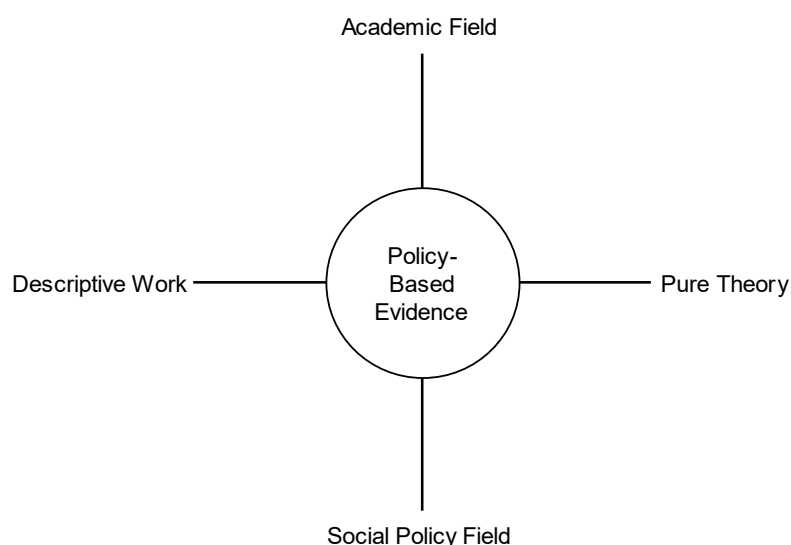 Academic Field
Policy-
Based
Evidence
Descriptive Work
Pure Theory
Social Policy Field